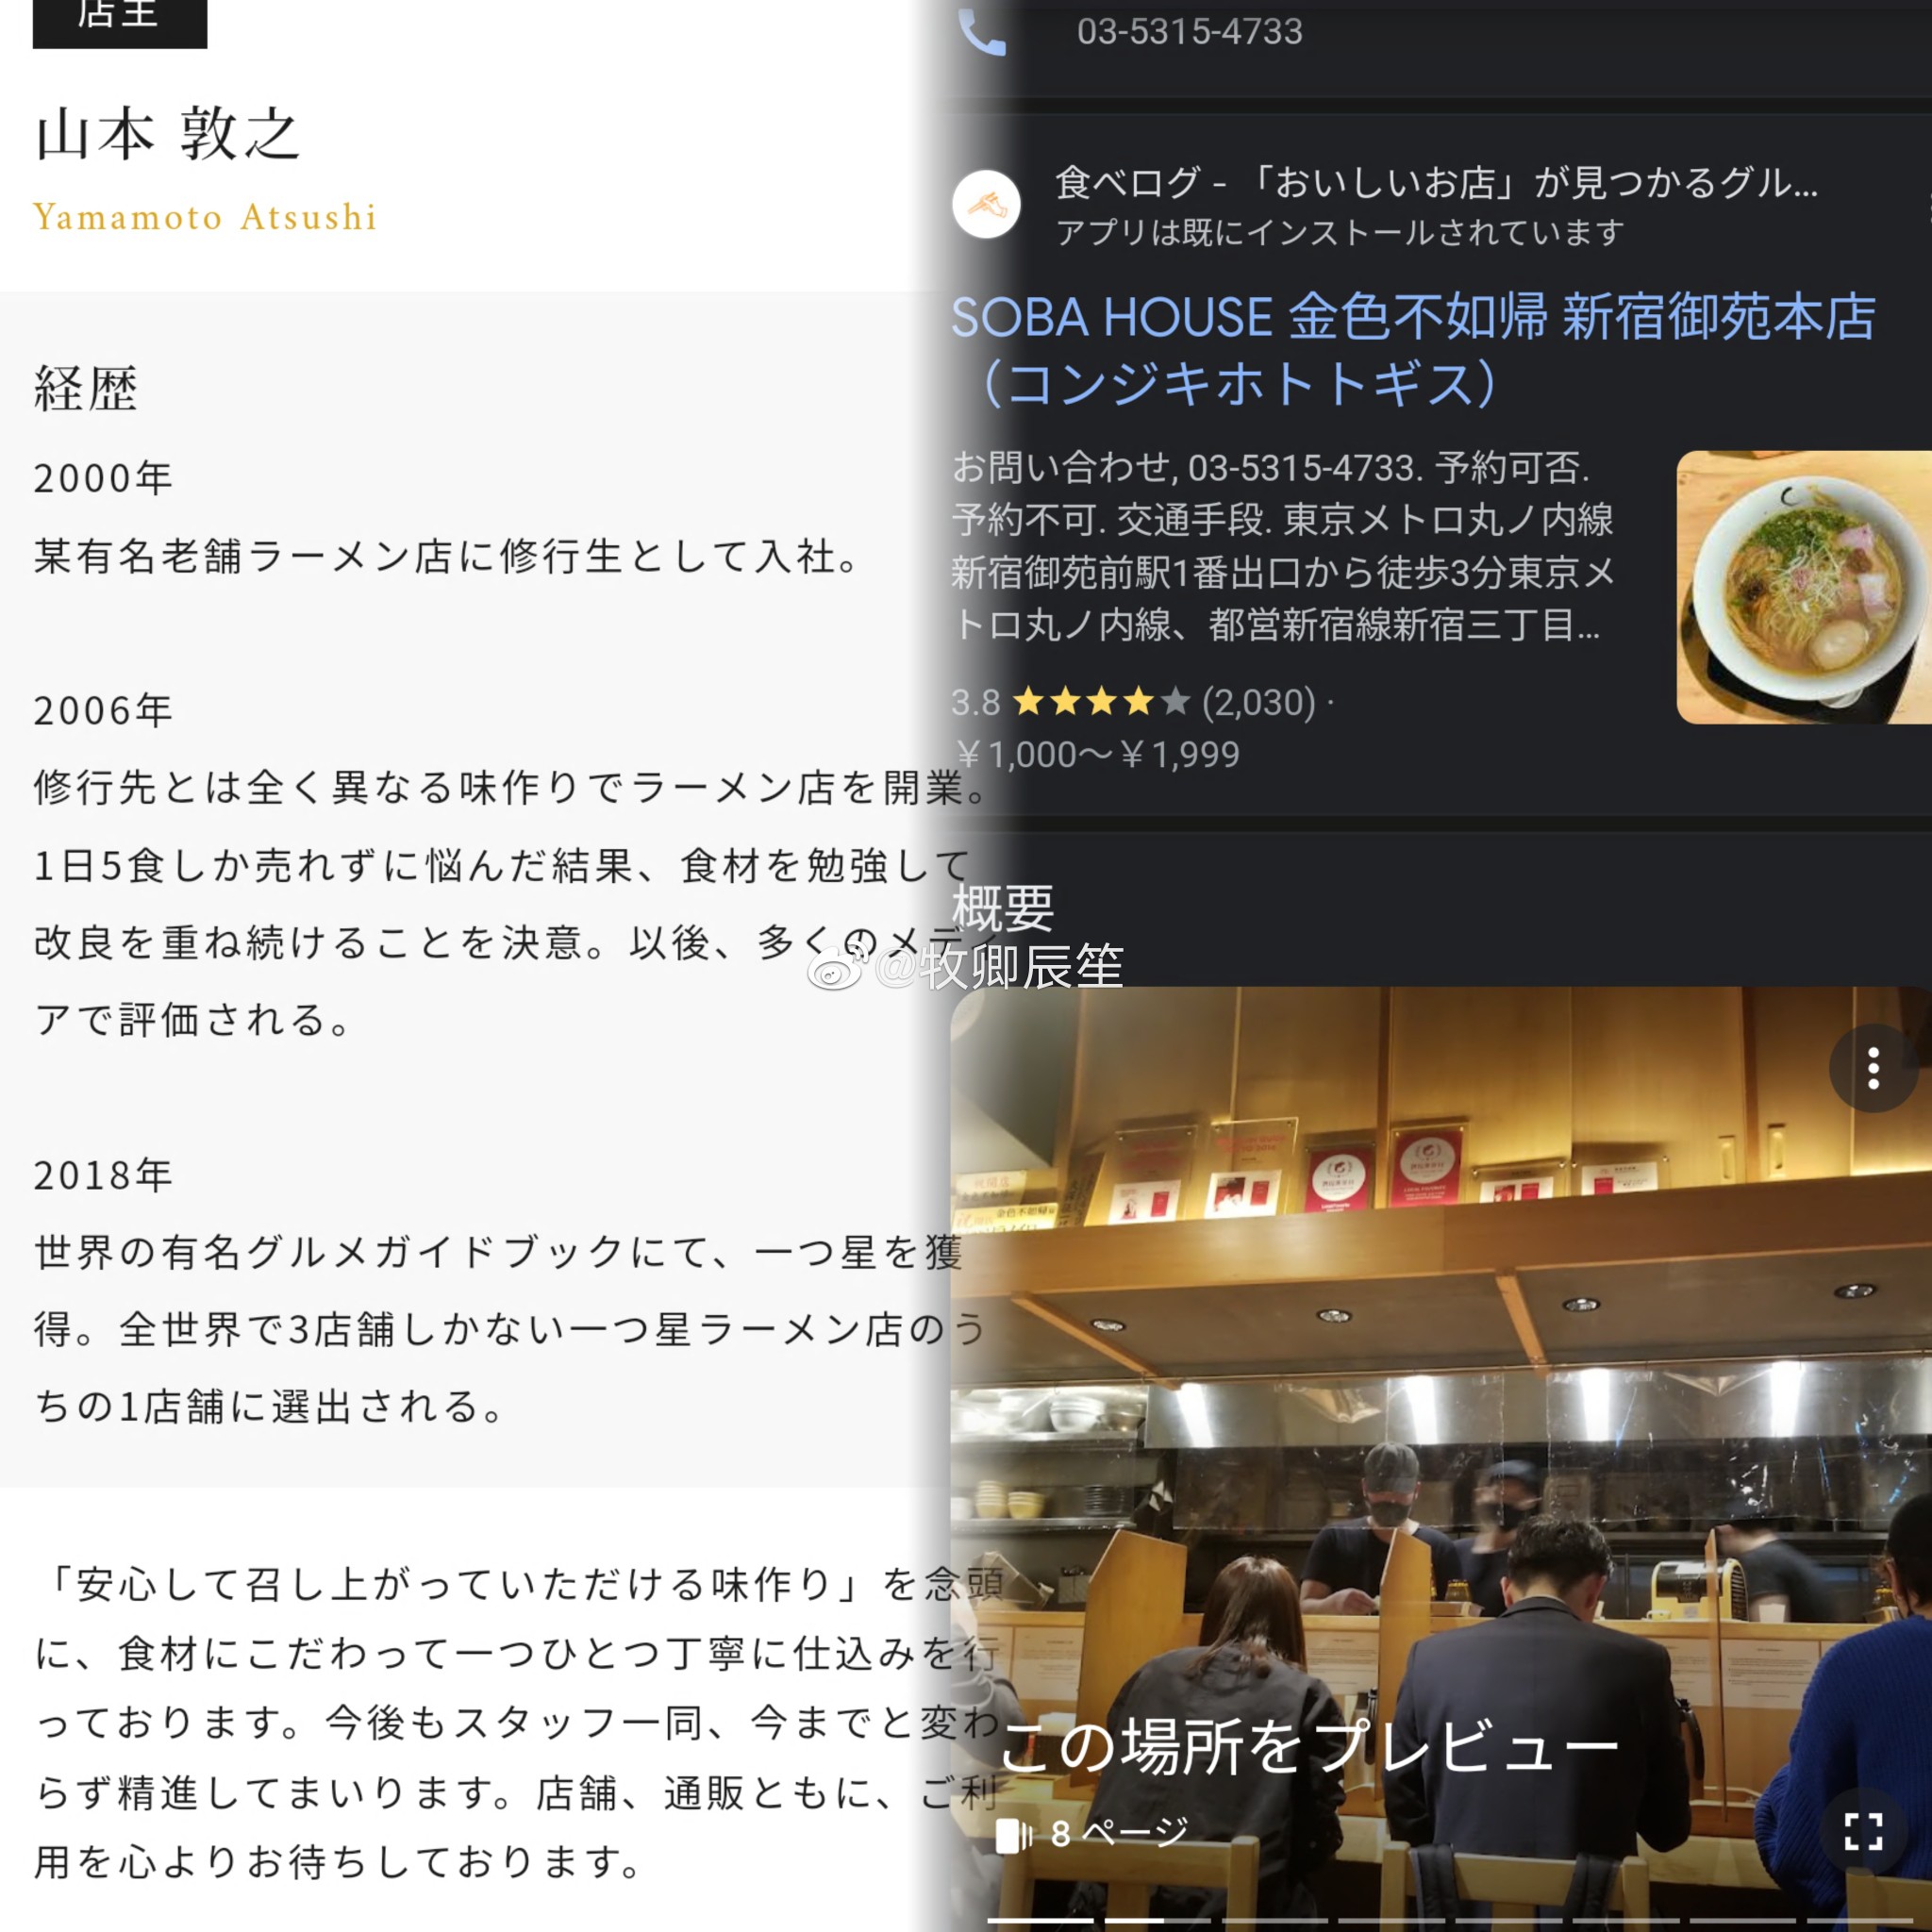 店主
山本 敦之
Yamamoto Atsushi
経歴
2000年
某有名老舗ラーメン店に修行生として入社。
2006年
修行先とは全く異なる味作りでラーメン店を開業。
1日5食しか売れずに悩んだ結果、食材を勉強して
改良を重ね続けることを決意。以後、多くのメディ
アで評価される。
2018年
世界の有名グルメガイドブックにて、一つ星を獲
得。全世界で3店舗しかない一つ星ラーメン店のう
ちの1店舗に選出される。
「安心して召し上がっていただける味作り」を念頭
に、食材にこだわって一つひとつ丁寧に仕込みを行
っております。今後もスタッフ一同、今までと変わ
らず精進してまいります。店舗、通販ともに、ご利
用を心よりお待ちしております。
03-5315-4733
食べログ - 「おいしいお店」が見つかるグル...
アプリは既にインストールされています
SOBA HOUSE 金色不如帰 新宿御苑本店
（コンジキホトトギス）
お問い合わせ, 03-5315-4733. 予約可否.
予約不可. 交通手段. 東京メトロ丸ノ内線
新宿御苑前駅1番出口から徒歩3分東京メ
トロ丸ノ内線、都営新宿線新宿三丁目...
3.8 (2,030) ·
￥1,000～￥1,999
概要
@牧卿辰笙
この場所をプレビュー
8 ページ